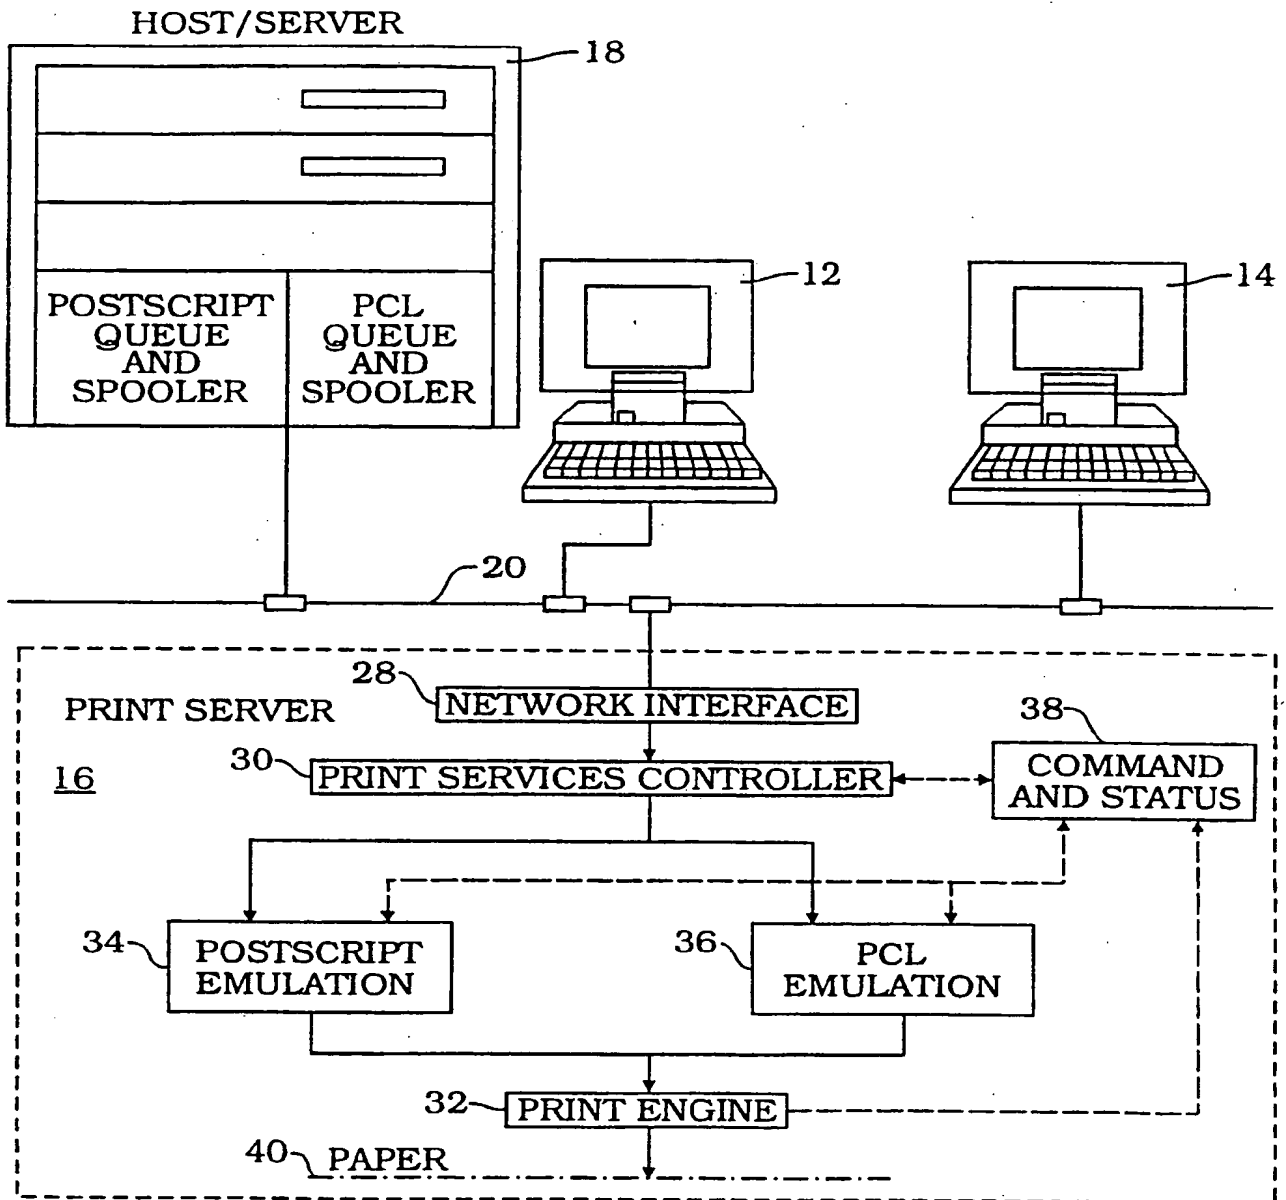 HOST/SERVER
18
POSTSCRIPT
QUEUE
AND
SPOOLER
PCL
QUEUE
AND
SPOOLER
12
14
20
PRINT SERVER
16
28
NETWORK INTERFACE
30
PRINT SERVICES CONTROLLER
38
COMMAND
AND STATUS
34
POSTSCRIPT
EMULATION
36
PCL
EMULATION
32
PRINT ENGINE
40
PAPER